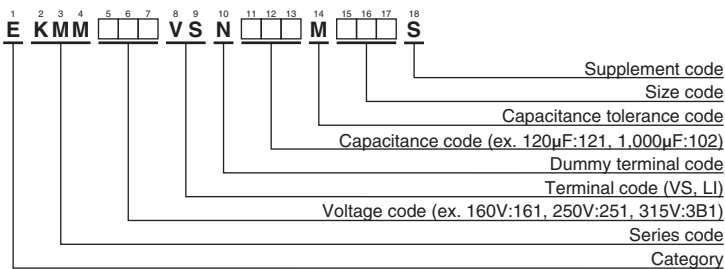 1 2 3 4 5 6 7 8 9 10 11 12 13 14 15 16 17 18
E KMM □□□ VS N □□□ M □□□ S
Supplement code
Size code
Capacitance tolerance code
Capacitance code (ex. 120µF:121, 1,000µF:102)
Dummy terminal code
Terminal code (VS, LI)
Voltage code (ex. 160V:161, 250V:251, 315V:3B1)
Series code
Category